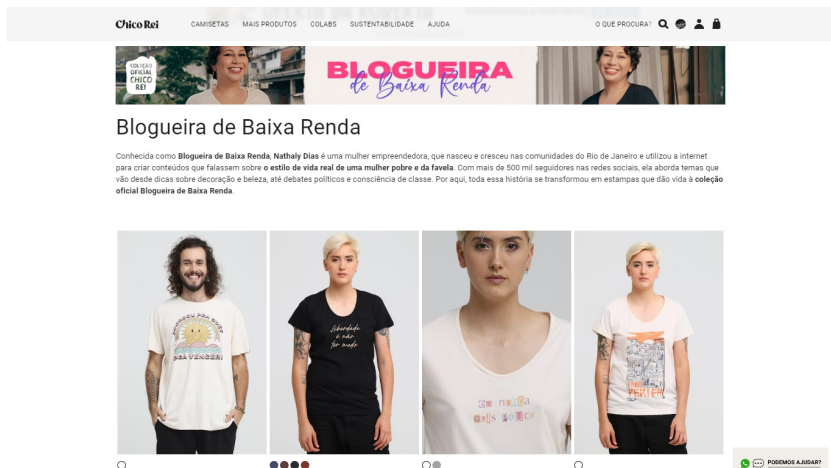 Chico Rei
CAMISETAS MAIS PRODUTOS COLABS SUSTENTABILIDADE AJUDA
O QUE PROCURA?
COLEÇÃO
OFICIAL
CHICO
REI
BLOGUEIRA
de Baixa Renda
Blogueira de Baixa Renda
Conhecida como Blogueira de Baixa Renda, Nathaly Dias é uma mulher empreendedora, que nasceu e cresceu nas comunidades do Rio de Janeiro e utilizou a internet
para criar conteúdos que falassem sobre o estilo de vida real de uma mulher pobre e da favela. Com mais de 500 mil seguidores nas redes sociais, ela aborda temas que
vão desde dicas sobre decoração e beleza, até debates políticos e consciência de classe. Por aqui, toda essa história se transformou em estampas que dão vida à coleção
oficial Blogueira de Baixa Renda.
PRA QUÊ?
PRA VENCER!
Liberdade
é não
ter medo
PODEMOS AJUDAR?